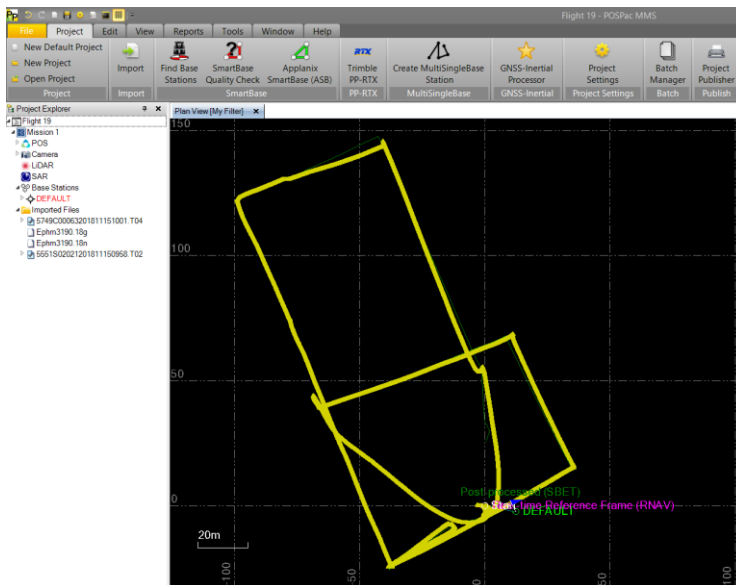 Flight 19 - POSPac MMS
File Project Edit View Reports Tools Window Help
New Default Project
New Project
Open Project
Project
Import
Import
Find Base Stations
SmartBase Quality Check
Applanix SmartBase (ASB)
SmartBase
RTX
Trimble PP-RTX
PP-RTX
Create MultiSingleBase Station
MultiSingleBase
GNSS-Inertial Processor
GNSS-Inertial
Project Settings
Project Settings
Batch Manager
Batch
Project Publisher
Publish
Project Explorer
Flight 19
Mission 1
POS
Camera
LiDAR
SAR
Base Stations
DEFAULT
Imported Files
5749C00063201811151001.T04
Ephm3190.18g
Ephm3190.18n
5551S02021201811150958.T02
Plan View [My Filter]
150
100
50
0
Post-processed (SBET)
DEFAULT
20m
-100
-50
0
50
100